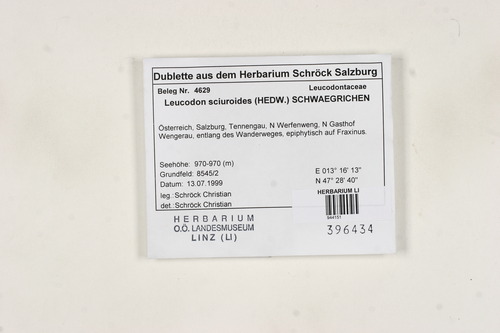 Dublette aus dem Herbarium Schröck Salzburg
Beleg Nr. 4629 Leucodontaceae
Leucodon sciuroides (HEDW.) SCHWAEGRICHEN
Österreich, Salzburg, Tennengau, N Werfenweng, N Gasthof
Wengerau, entlang des Wanderweges, epiphytisch auf Fraxinus.
Seehöhe: 970-970 (m) E 013° 16' 13"
Grundfeld: 8545/2 N 47° 28' 40"
Datum: 13.07.1999
leg.: Schröck Christian
det.: Schröck Christian
HERBARIUM LI
944151
HERBARIUM
O.Ö. LANDESMUSEUM
LINZ (LI)
396434